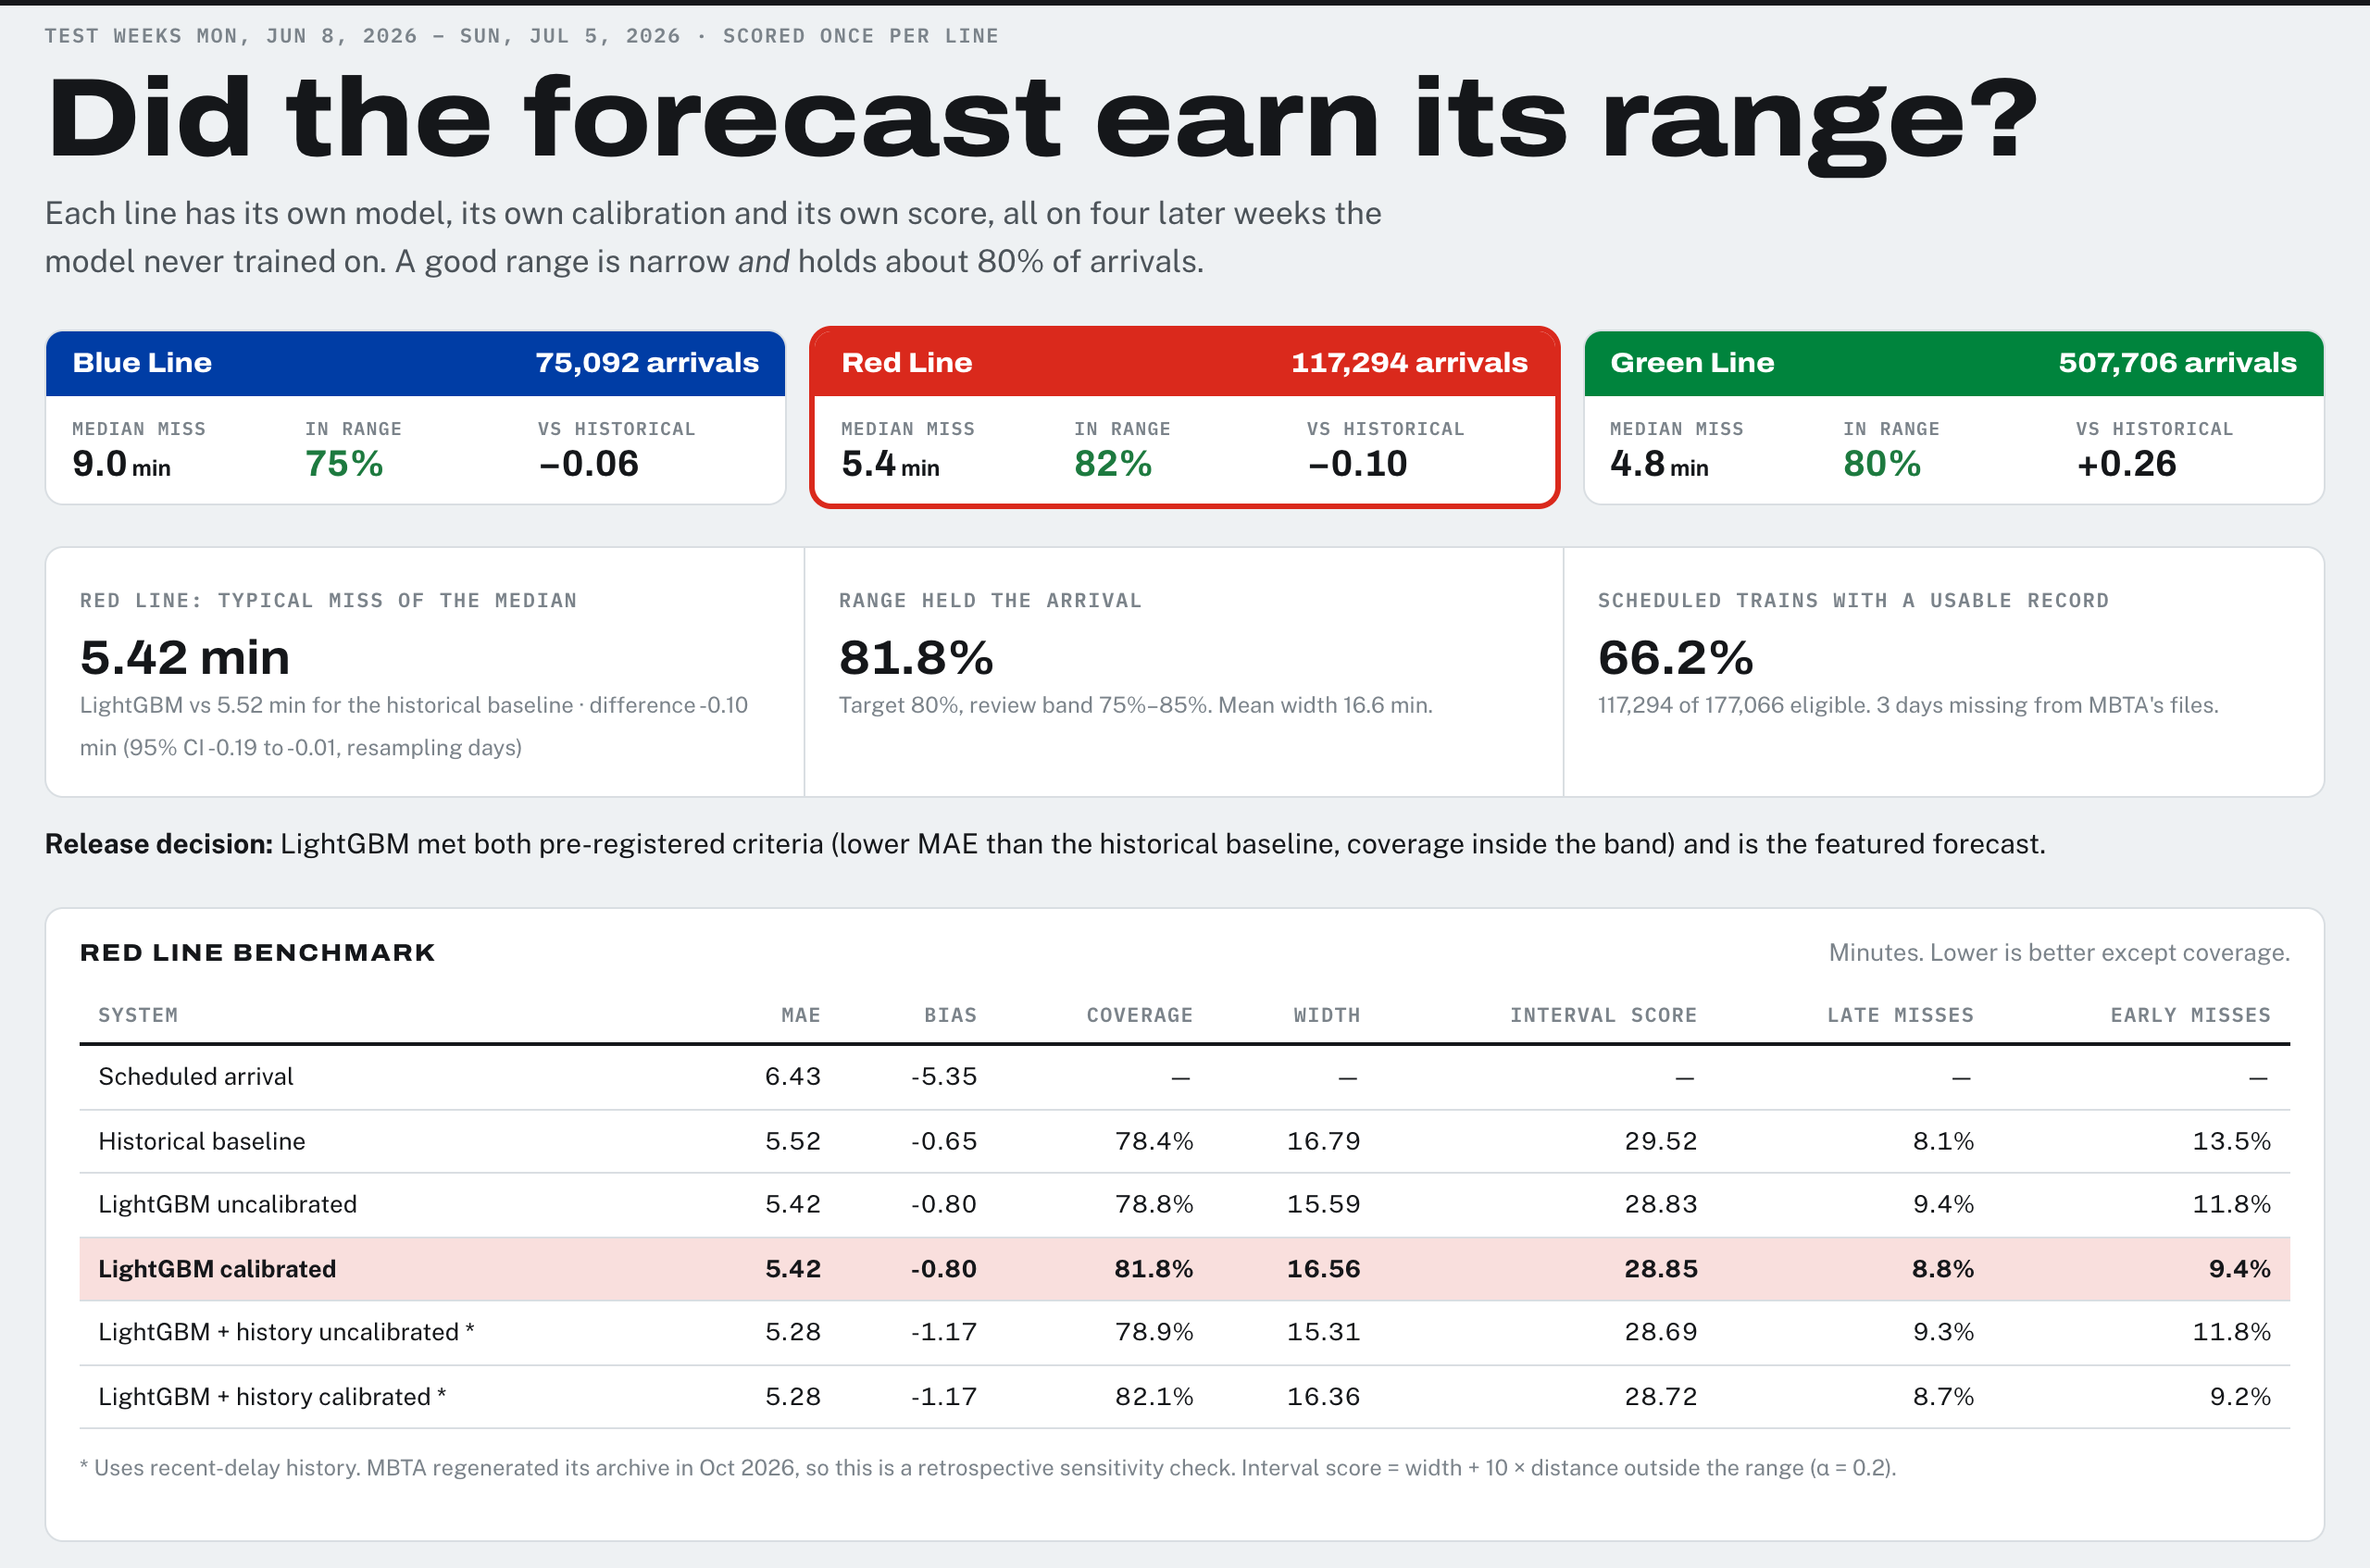 TEST WEEKS MON, JUN 8, 2026 – SUN, JUL 5, 2026 · SCORED ONCE PER LINE
Did the forecast earn its range?
Each line has its own model, its own calibration and its own score, all on four later weeks the
model never trained on. A good range is narrow and holds about 80% of arrivals.
Blue Line 75,092 arrivals
MEDIAN MISS IN RANGE VS HISTORICAL
9.0 min 75% −0.06
Red Line 117,294 arrivals
MEDIAN MISS IN RANGE VS HISTORICAL
5.4 min 82% −0.10
Green Line 507,706 arrivals
MEDIAN MISS IN RANGE VS HISTORICAL
4.8 min 80% +0.26
RED LINE: TYPICAL MISS OF THE MEDIAN
5.42 min
LightGBM vs 5.52 min for the historical baseline · difference -0.10
min (95% CI -0.19 to -0.01, resampling days)
RANGE HELD THE ARRIVAL
81.8%
Target 80%, review band 75%–85%. Mean width 16.6 min.
SCHEDULED TRAINS WITH A USABLE RECORD
66.2%
117,294 of 177,066 eligible. 3 days missing from MBTA's files.
Release decision: LightGBM met both pre-registered criteria (lower MAE than the historical baseline, coverage inside the band) and is the featured forecast.
RED LINE BENCHMARK Minutes. Lower is better except coverage.
SYSTEM MAE BIAS COVERAGE WIDTH INTERVAL SCORE LATE MISSES EARLY MISSES
Scheduled arrival 6.43 -5.35 — — — — —
Historical baseline 5.52 -0.65 78.4% 16.79 29.52 8.1% 13.5%
LightGBM uncalibrated 5.42 -0.80 78.8% 15.59 28.83 9.4% 11.8%
LightGBM calibrated 5.42 -0.80 81.8% 16.56 28.85 8.8% 9.4%
LightGBM + history uncalibrated * 5.28 -1.17 78.9% 15.31 28.69 9.3% 11.8%
LightGBM + history calibrated * 5.28 -1.17 82.1% 16.36 28.72 8.7% 9.2%
* Uses recent-delay history. MBTA regenerated its archive in Oct 2026, so this is a retrospective sensitivity check. Interval score = width + 10 × distance outside the range (α = 0.2).